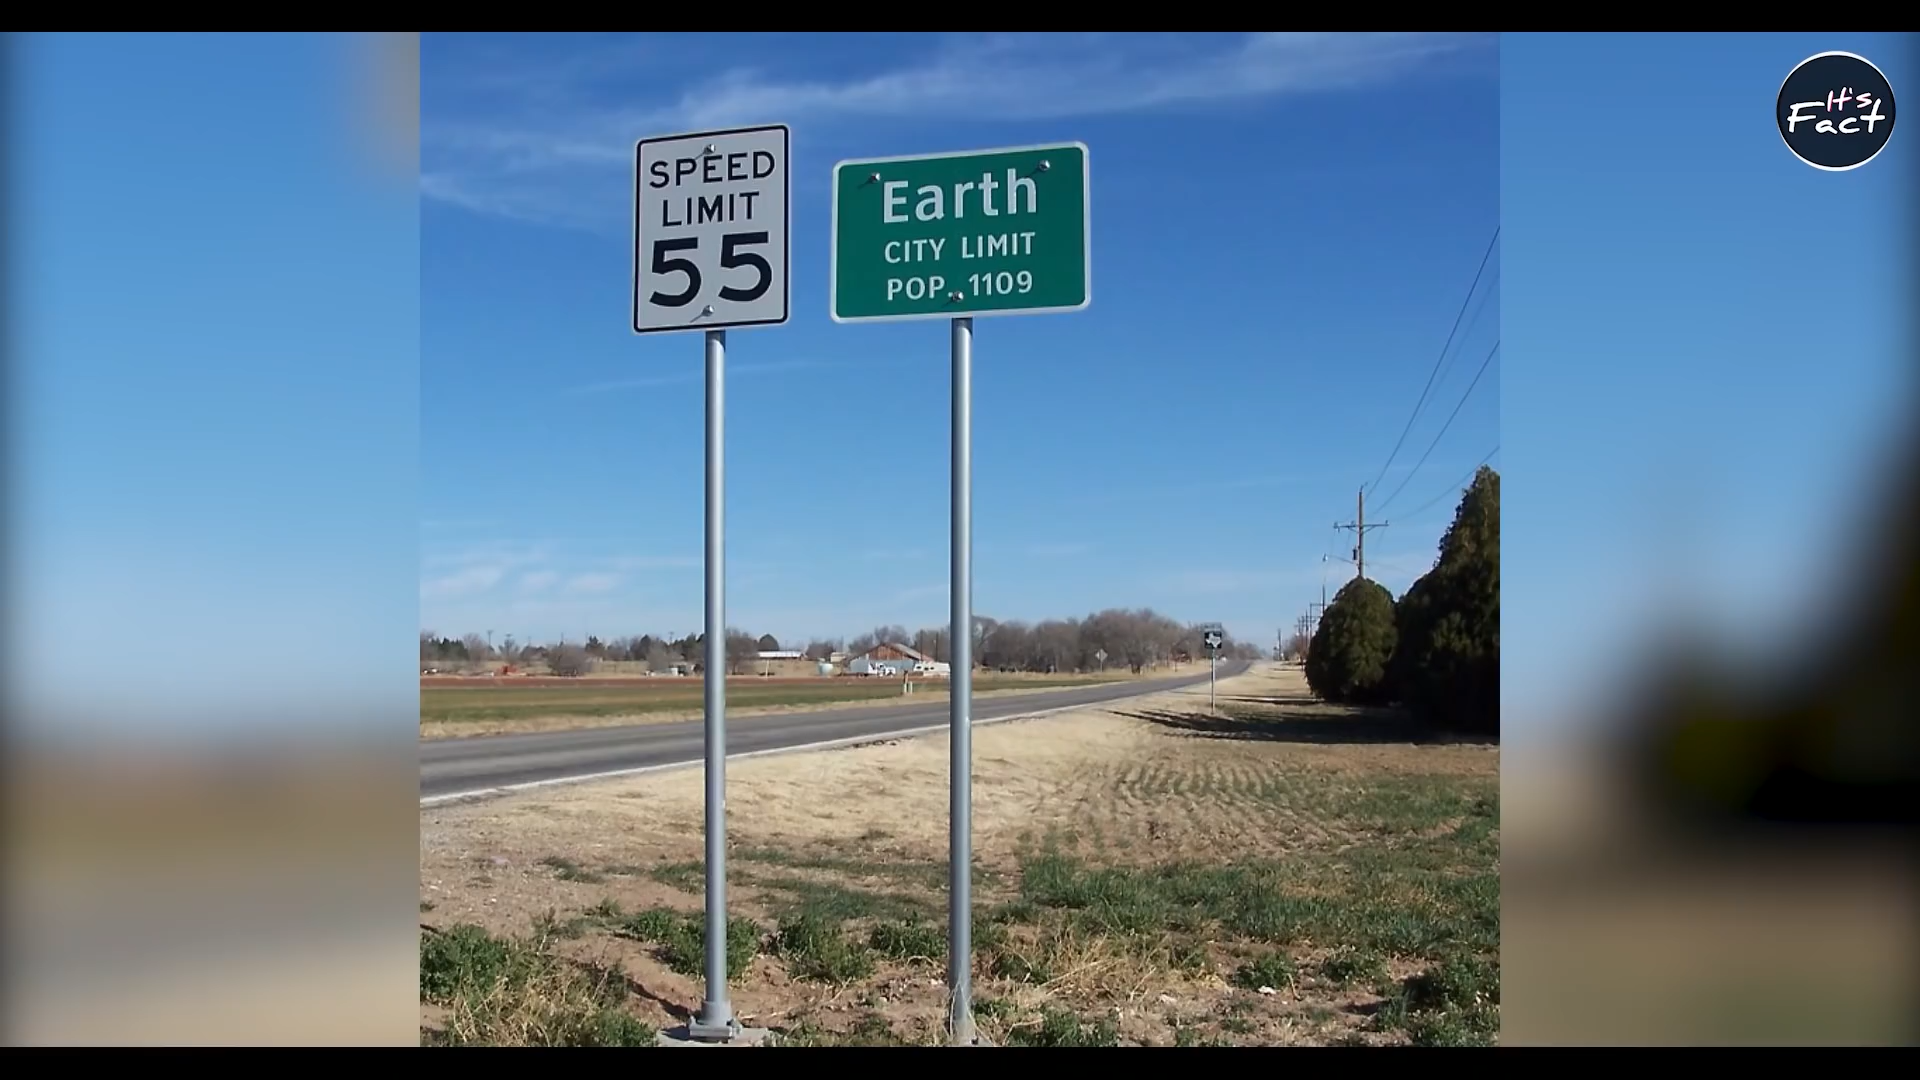 SPEED
LIMIT
55
Earth
CITY LIMIT
POP. 1109
It's
Fact